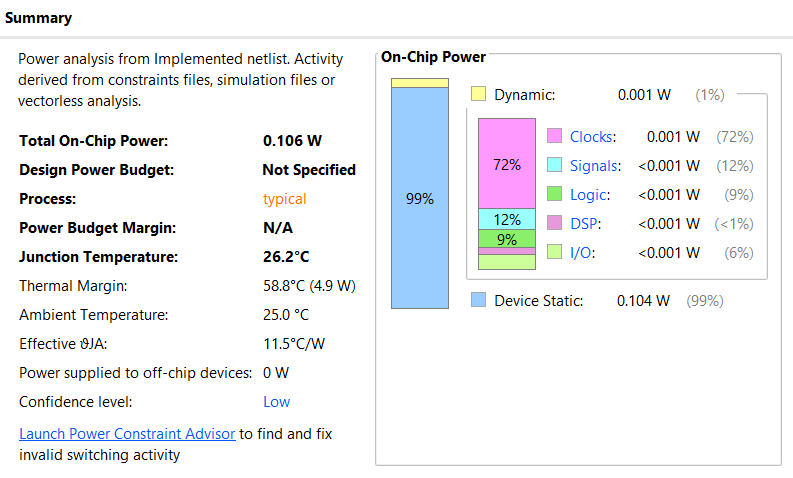 Summary
Power analysis from Implemented netlist. Activity
derived from constraints files, simulation files or
vectorless analysis.
Total On-Chip Power: 0.106 W
Design Power Budget: Not Specified
Process: typical
Power Budget Margin: N/A
Junction Temperature: 26.2°C
Thermal Margin: 58.8°C (4.9 W)
Ambient Temperature: 25.0 °C
Effective ϑJA: 11.5°C/W
Power supplied to off-chip devices: 0 W
Confidence level: Low
Launch Power Constraint Advisor to find and fix
invalid switching activity
On-Chip Power
99%
Dynamic: 0.001 W (1%)
72%
12%
9%
Clocks: 0.001 W (72%)
Signals: <0.001 W (12%)
Logic: <0.001 W (9%)
DSP: <0.001 W (<1%)
I/O: <0.001 W (6%)
Device Static: 0.104 W (99%)